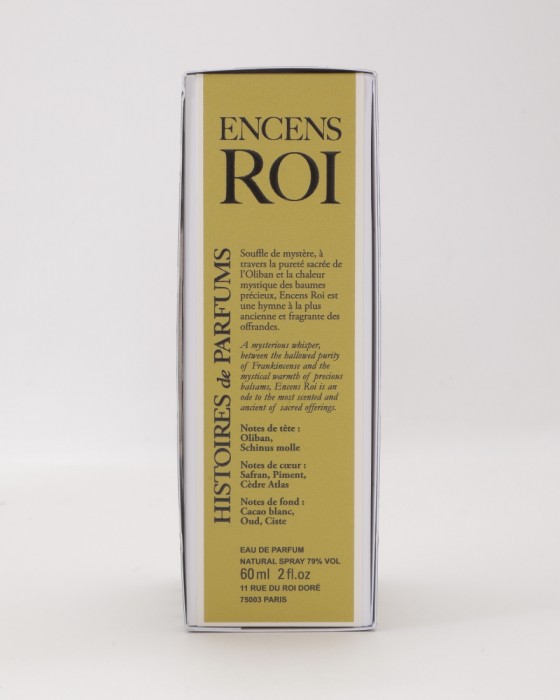 ENCENS
ROI
HISTOIRES de PARFUMS
Souffle de mystère, à
travers la pureté sacrée de
l'Oliban et la chaleur
mystique des baumes
précieux, Encens Roi est
une hymne à la plus
ancienne et fragrante des
offrandes.
A mysterious whisper,
between the hallowed purity
of Frankincense and the
mystical warmth of precious
balsams, Encens Roi is an
ode to the most scented and
ancient of sacred offerings.
Notes de tête :
Oliban,
Schinus molle
Notes de cœur :
Safran, Piment,
Cèdre Atlas
Notes de fond :
Cacao blanc,
Oud, Ciste
EAU DE PARFUM
NATURAL SPRAY 79% VOL
60 ml 2 fl.oz
11 RUE DU ROI DORÉ
75003 PARIS